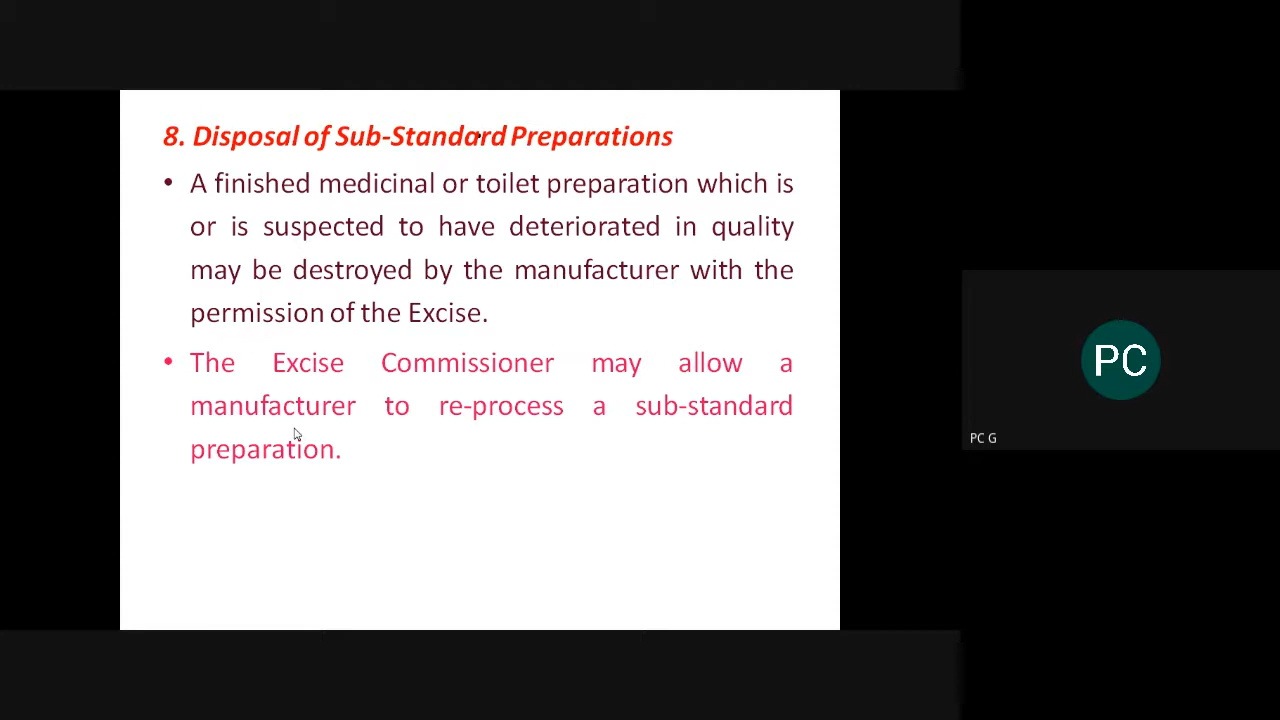 8. Disposal of Sub-Standard Preparations
• A finished medicinal or toilet preparation which is
or is suspected to have deteriorated in quality
may be destroyed by the manufacturer with the
permission of the Excise.
• The Excise Commissioner may allow a
manufacturer to re-process a sub-standard
preparation.
PC
PC G